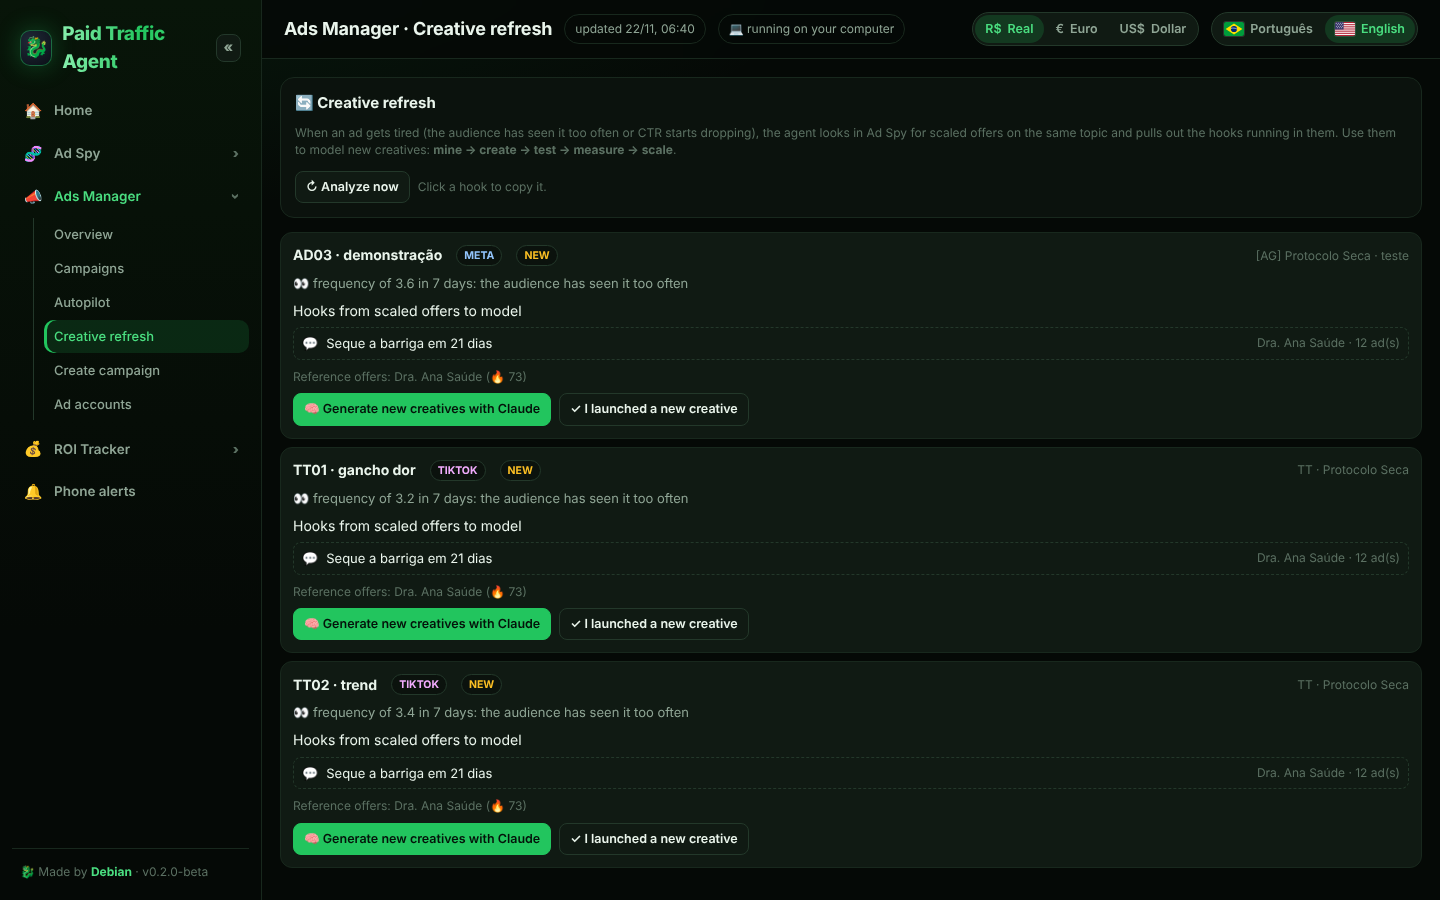 Paid Traffic
Agent
«
Home
Ad Spy
Ads Manager
Overview
Campaigns
Autopilot
Creative refresh
Create campaign
Ad accounts
ROI Tracker
Phone alerts
Made by Debian · v0.2.0-beta
Ads Manager · Creative refresh
updated 22/11, 06:40
running on your computer
R$ Real
€ Euro
US$ Dollar
Português
English
Creative refresh
When an ad gets tired (the audience has seen it too often or CTR starts dropping), the agent looks in Ad Spy for scaled offers on the same topic and pulls out the hooks running in them. Use them
to model new creatives: mine → create → test → measure → scale.
↻ Analyze now
Click a hook to copy it.
AD03 · demonstração
META
NEW
[AG] Protocolo Seca · teste
frequency of 3.6 in 7 days: the audience has seen it too often
Hooks from scaled offers to model
Seque a barriga em 21 dias
Dra. Ana Saúde · 12 ad(s)
Reference offers: Dra. Ana Saúde (🔥 73)
Generate new creatives with Claude
✓ I launched a new creative
TT01 · gancho dor
TIKTOK
NEW
TT · Protocolo Seca
frequency of 3.2 in 7 days: the audience has seen it too often
Hooks from scaled offers to model
Seque a barriga em 21 dias
Dra. Ana Saúde · 12 ad(s)
Reference offers: Dra. Ana Saúde (🔥 73)
Generate new creatives with Claude
✓ I launched a new creative
TT02 · trend
TIKTOK
NEW
TT · Protocolo Seca
frequency of 3.4 in 7 days: the audience has seen it too often
Hooks from scaled offers to model
Seque a barriga em 21 dias
Dra. Ana Saúde · 12 ad(s)
Reference offers: Dra. Ana Saúde (🔥 73)
Generate new creatives with Claude
✓ I launched a new creative